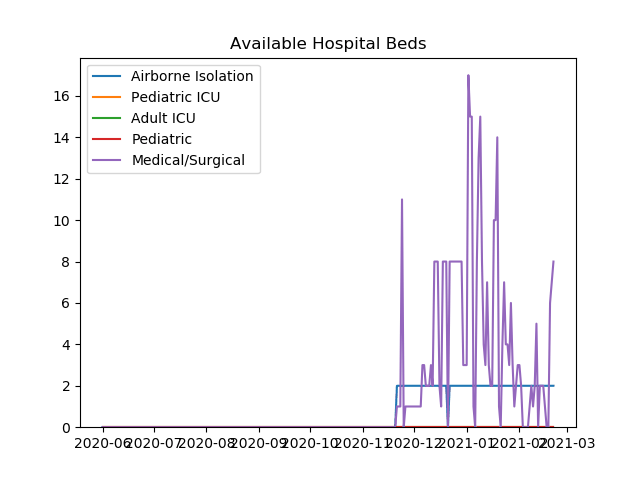 Available Hospital Beds
Airborne Isolation
Pediatric ICU
Adult ICU
Pediatric
Medical/Surgical
16
14
12
10
8
6
4
2
0
2020-06 2020-07 2020-08 2020-09 2020-10 2020-11 2020-12 2021-01 2021-02 2021-03